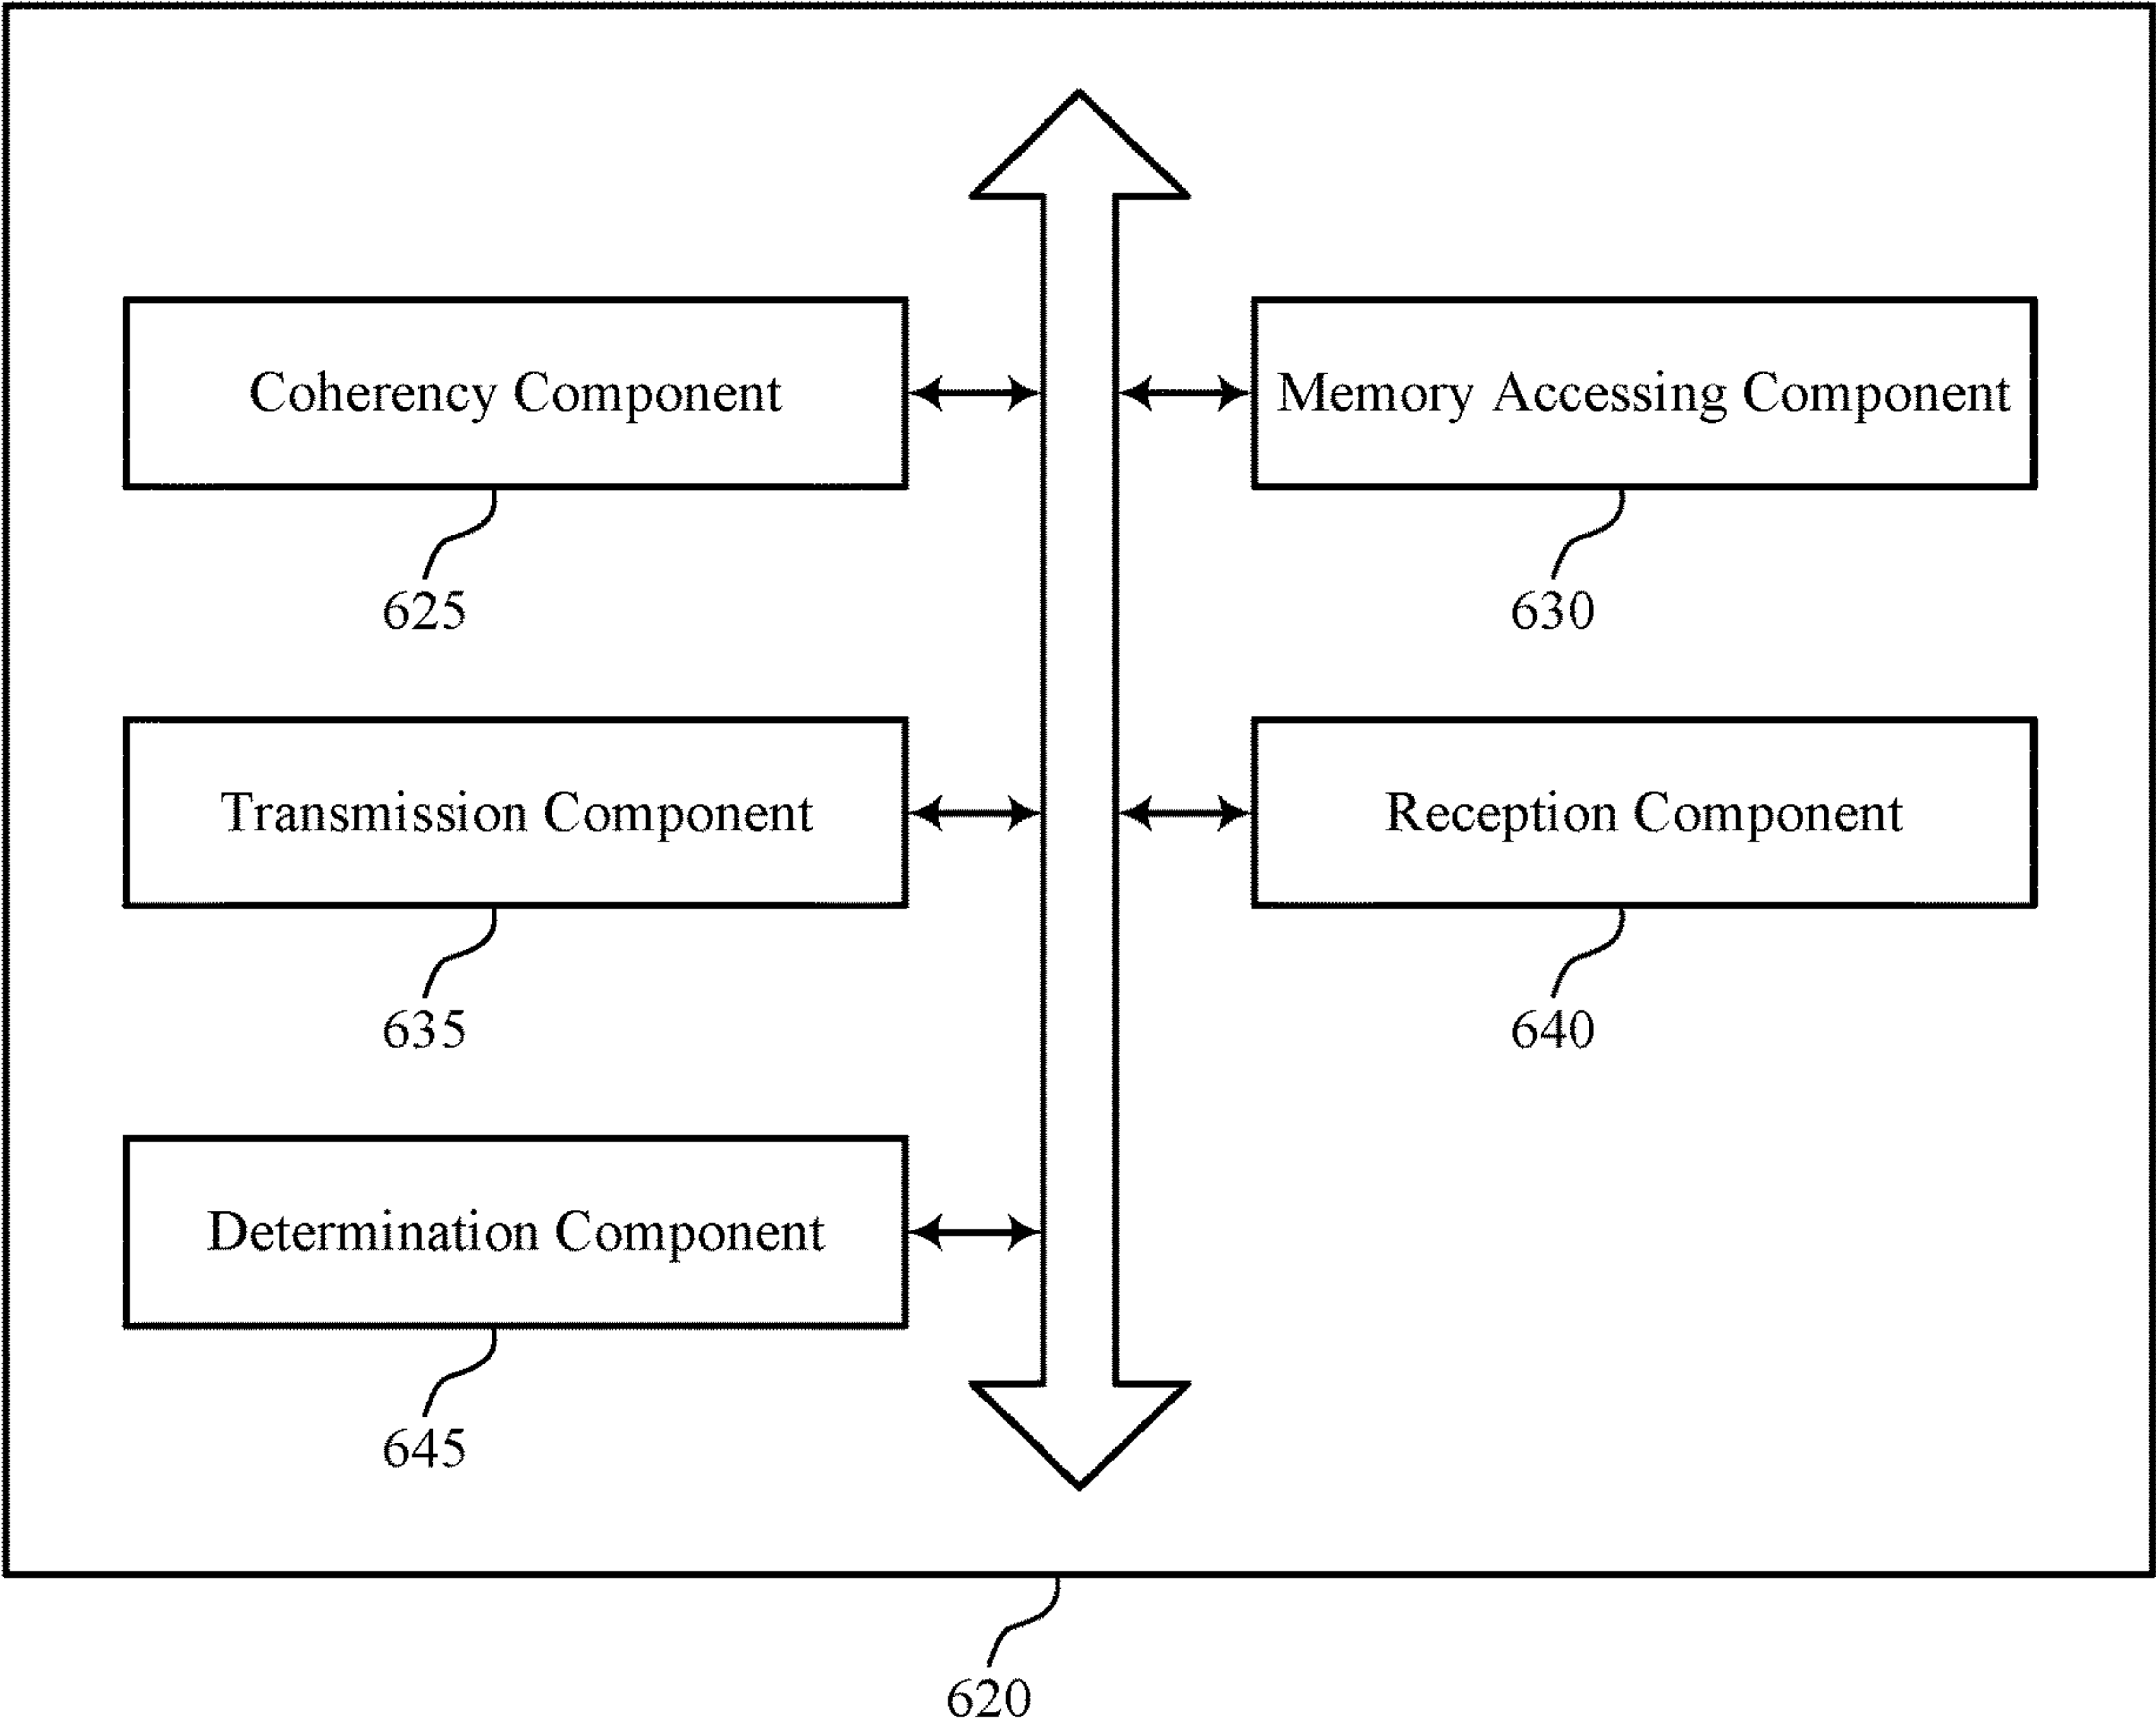 Coherency Component
Memory Accessing Component
625
630
Transmission Component
Reception Component
635
640
Determination Component
645
620